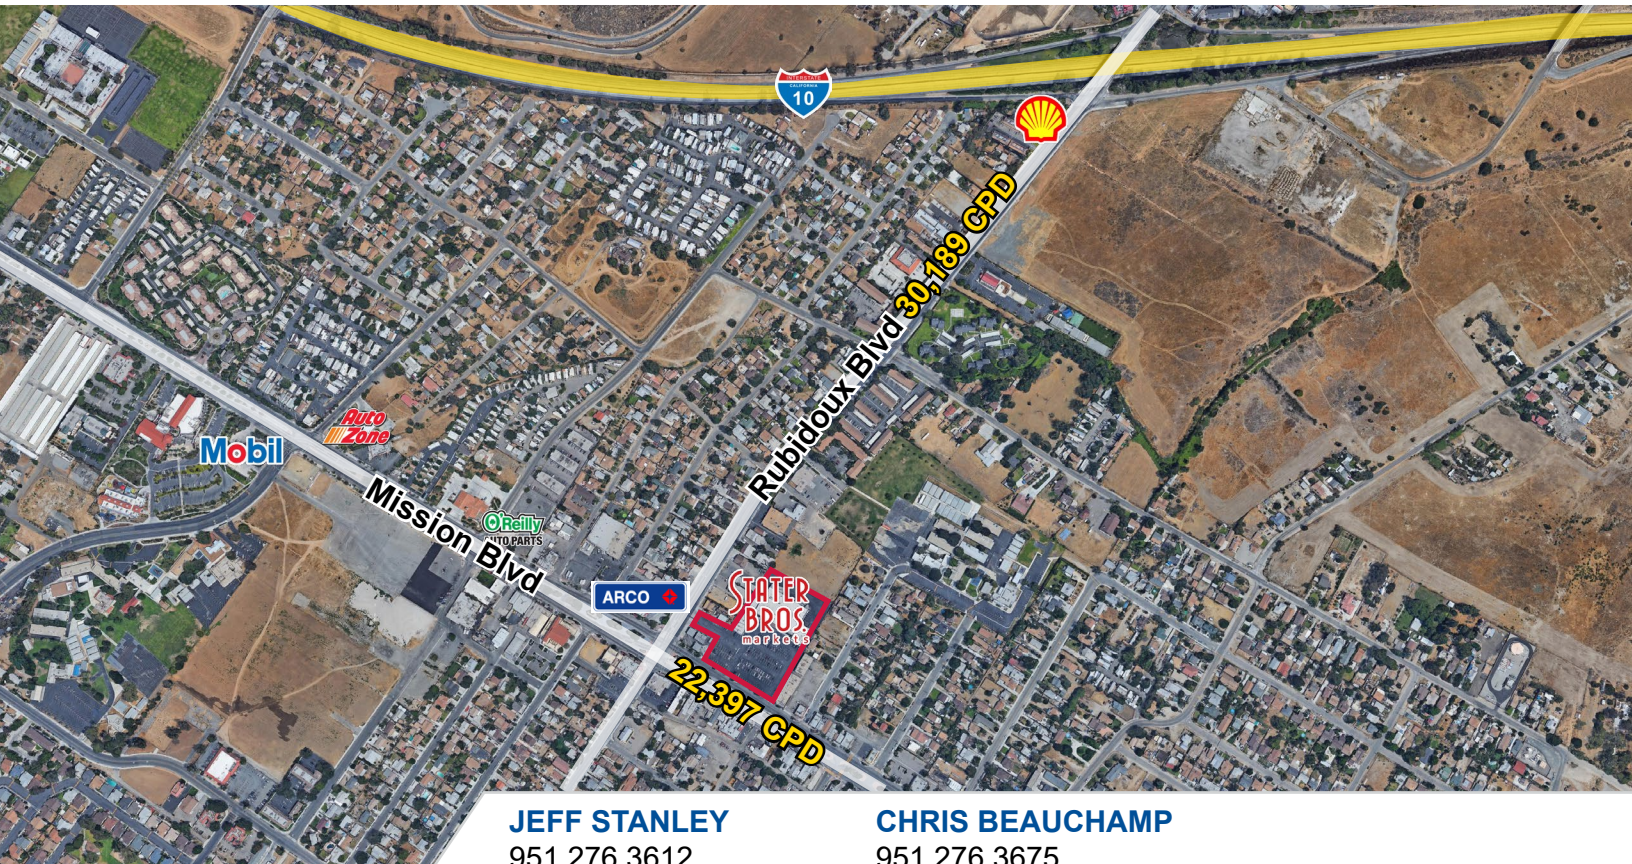 INTERSTATE
CALIFORNIA
10
Rubidoux Blvd 30,189 CPD
Auto
Zone
Mobil
Mission Blvd
O'Reilly
AUTO PARTS
ARCO
STATER
BROS.
markets
22,397 CPD
JEFF STANLEY
951.276.3612
CHRIS BEAUCHAMP
951.276.3675